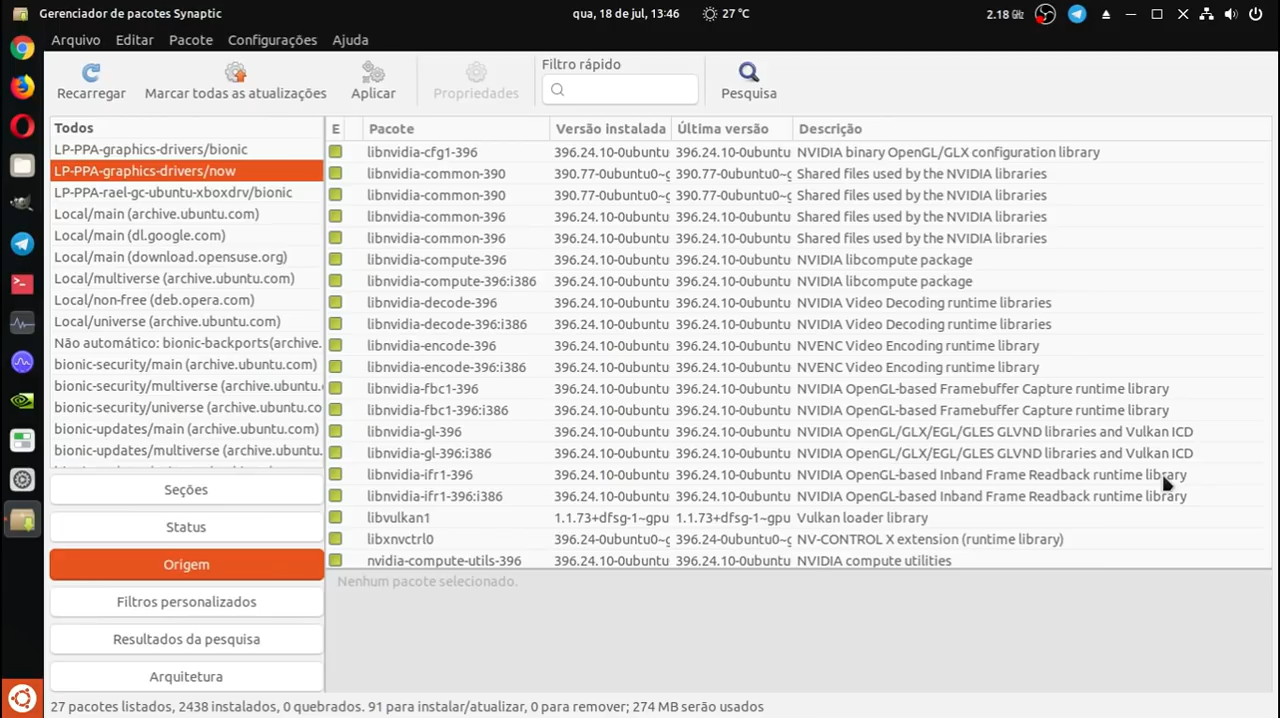 Gerenciador de pacotes Synaptic
qua, 18 de jul, 13:46
27 °C
2.18 GHz
Arquivo Editar Pacote Configurações Ajuda
Recarregar
Marcar todas as atualizações
Aplicar
Propriedades
Filtro rápido
Pesquisa
Todos
LP-PPA-graphics-drivers/bionic
LP-PPA-graphics-drivers/now
LP-PPA-rael-gc-ubuntu-xboxdrv/bionic
Local/main (archive.ubuntu.com)
Local/main (dl.google.com)
Local/main (download.opensuse.org)
Local/multiverse (archive.ubuntu.com)
Local/non-free (deb.opera.com)
Local/universe (archive.ubuntu.com)
Não automático: bionic-backports(archive.
bionic-security/main (archive.ubuntu.com)
bionic-security/multiverse (archive.ubuntu.
bionic-security/universe (archive.ubuntu.co
bionic-updates/main (archive.ubuntu.com)
bionic-updates/multiverse (archive.ubuntu.
Seções
Status
Origem
Filtros personalizados
Resultados da pesquisa
Arquitetura
E Pacote Versão instalada Última versão Descrição
libnvidia-cfg1-396 396.24.10-0ubuntu 396.24.10-0ubuntu NVIDIA binary OpenGL/GLX configuration library
libnvidia-common-390 390.77-0ubuntu0~g 390.77-0ubuntu0~g Shared files used by the NVIDIA libraries
libnvidia-common-390 390.77-0ubuntu0~g 390.77-0ubuntu0~g Shared files used by the NVIDIA libraries
libnvidia-common-396 396.24.10-0ubuntu 396.24.10-0ubuntu Shared files used by the NVIDIA libraries
libnvidia-common-396 396.24.10-0ubuntu 396.24.10-0ubuntu Shared files used by the NVIDIA libraries
libnvidia-compute-396 396.24.10-0ubuntu 396.24.10-0ubuntu NVIDIA libcompute package
libnvidia-compute-396:i386 396.24.10-0ubuntu 396.24.10-0ubuntu NVIDIA libcompute package
libnvidia-decode-396 396.24.10-0ubuntu 396.24.10-0ubuntu NVIDIA Video Decoding runtime libraries
libnvidia-decode-396:i386 396.24.10-0ubuntu 396.24.10-0ubuntu NVIDIA Video Decoding runtime libraries
libnvidia-encode-396 396.24.10-0ubuntu 396.24.10-0ubuntu NVENC Video Encoding runtime library
libnvidia-encode-396:i386 396.24.10-0ubuntu 396.24.10-0ubuntu NVENC Video Encoding runtime library
libnvidia-fbc1-396 396.24.10-0ubuntu 396.24.10-0ubuntu NVIDIA OpenGL-based Framebuffer Capture runtime library
libnvidia-fbc1-396:i386 396.24.10-0ubuntu 396.24.10-0ubuntu NVIDIA OpenGL-based Framebuffer Capture runtime library
libnvidia-gl-396 396.24.10-0ubuntu 396.24.10-0ubuntu NVIDIA OpenGL/GLX/EGL/GLES GLVND libraries and Vulkan ICD
libnvidia-gl-396:i386 396.24.10-0ubuntu 396.24.10-0ubuntu NVIDIA OpenGL/GLX/EGL/GLES GLVND libraries and Vulkan ICD
libnvidia-ifr1-396 396.24.10-0ubuntu 396.24.10-0ubuntu NVIDIA OpenGL-based Inband Frame Readback runtime library
libnvidia-ifr1-396:i386 396.24.10-0ubuntu 396.24.10-0ubuntu NVIDIA OpenGL-based Inband Frame Readback runtime library
libvulkan1 1.1.73+dfsg-1~gpu 1.1.73+dfsg-1~gpu Vulkan loader library
libxnvctrl0 396.24-0ubuntu0~g 396.24-0ubuntu0~g NV-CONTROL X extension (runtime library)
nvidia-compute-utils-396 396.24.10-0ubuntu 396.24.10-0ubuntu NVIDIA compute utilities
Nenhum pacote selecionado.
27 pacotes listados, 2438 instalados, 0 quebrados. 91 para instalar/atualizar, 0 para remover; 274 MB serão usados